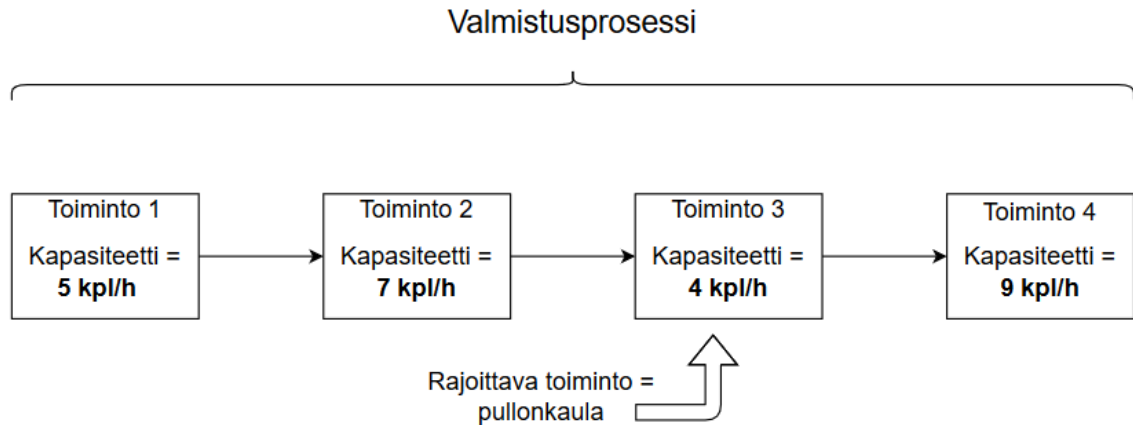 Valmistusprosessi
Toiminto 1
Kapasiteetti =
5 kpl/h
Toiminto 2
Kapasiteetti =
7 kpl/h
Toiminto 3
Kapasiteetti =
4 kpl/h
Toiminto 4
Kapasiteetti =
9 kpl/h
Rajoittava toiminto =
pullonkaula